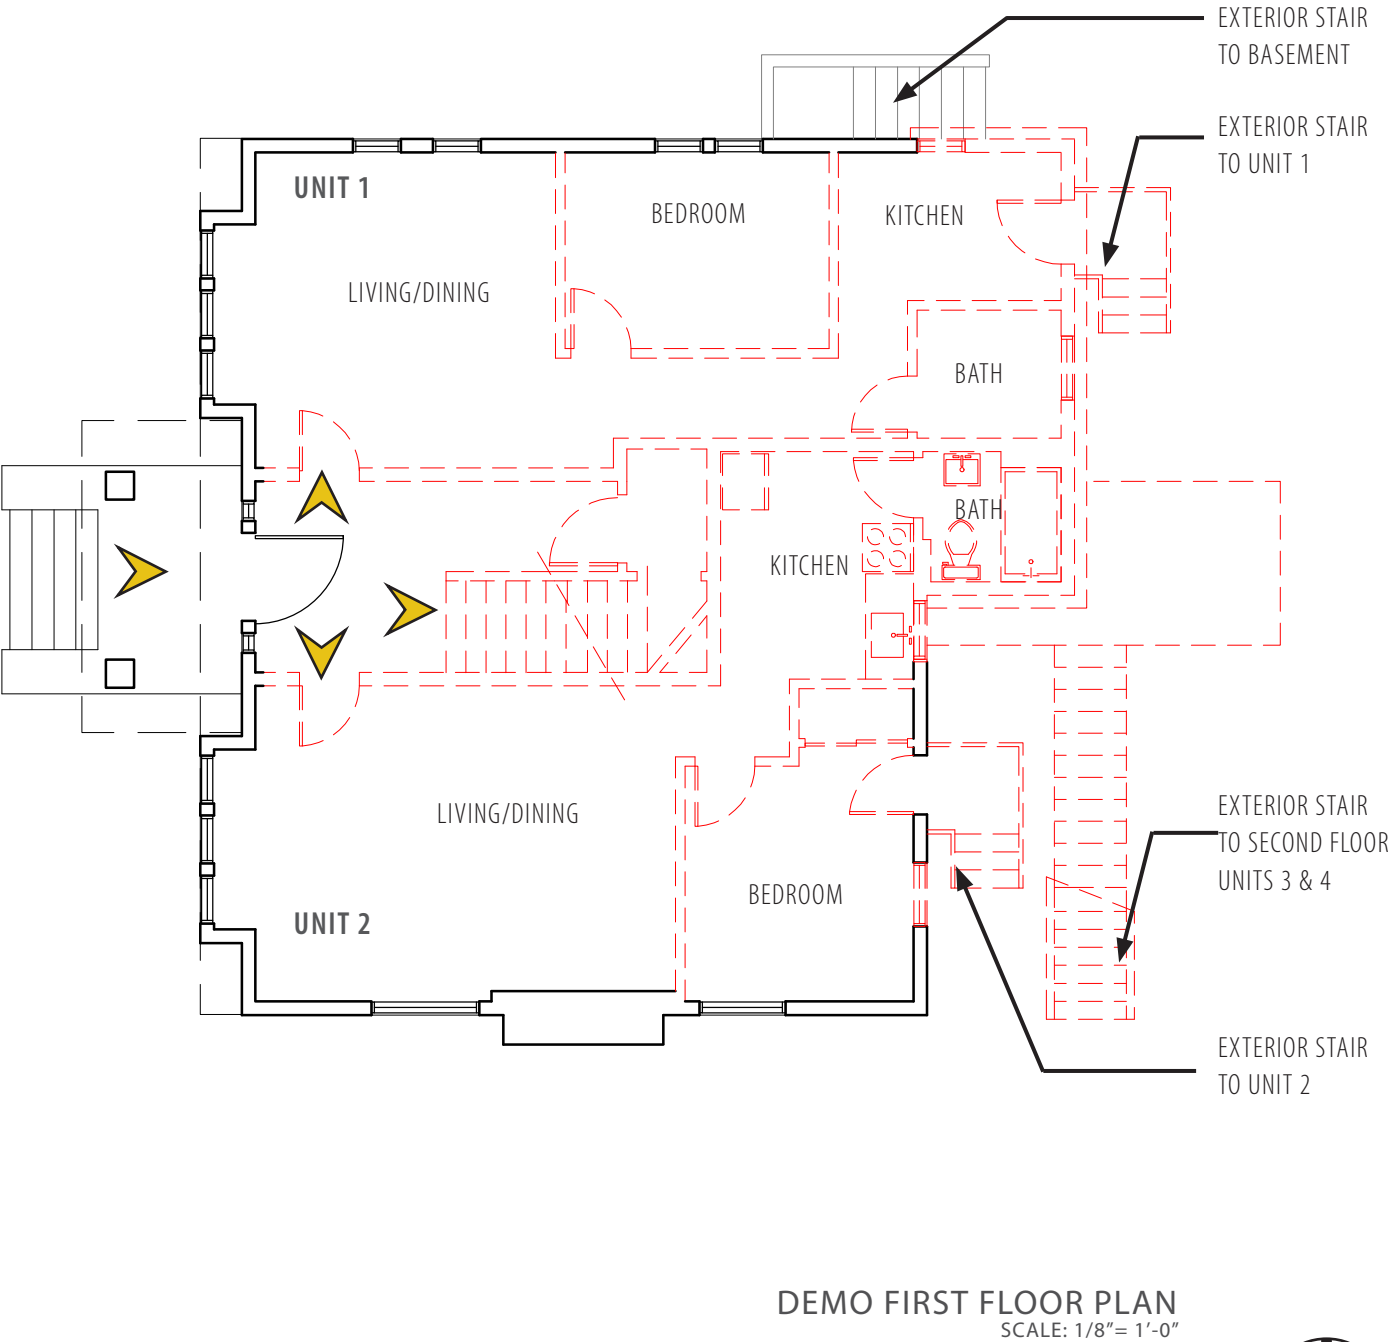 EXTERIOR STAIR
TO BASEMENT
EXTERIOR STAIR
TO UNIT 1
UNIT 1
BEDROOM
KITCHEN
LIVING/DINING
BATH
BATH
KITCHEN
LIVING/DINING
BEDROOM
UNIT 2
EXTERIOR STAIR
TO SECOND FLOOR
UNITS 3 & 4
EXTERIOR STAIR
TO UNIT 2
DEMO FIRST FLOOR PLAN
SCALE: 1/8"= 1'-0"